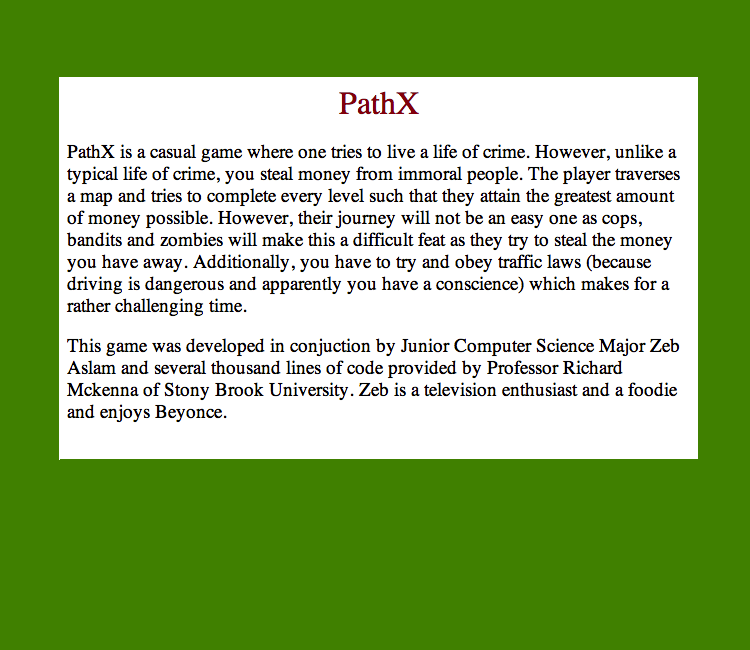 PathX
PathX is a casual game where one tries to live a life of crime. However, unlike a
typical life of crime, you steal money from immoral people. The player traverses
a map and tries to complete every level such that they attain the greatest amount
of money possible. However, their journey will not be an easy one as cops,
bandits and zombies will make this a difficult feat as they try to steal the money
you have away. Additionally, you have to try and obey traffic laws (because
driving is dangerous and apparently you have a conscience) which makes for a
rather challenging time.
This game was developed in conjuction by Junior Computer Science Major Zeb
Aslam and several thousand lines of code provided by Professor Richard
Mckenna of Stony Brook University. Zeb is a television enthusiast and a foodie
and enjoys Beyonce.